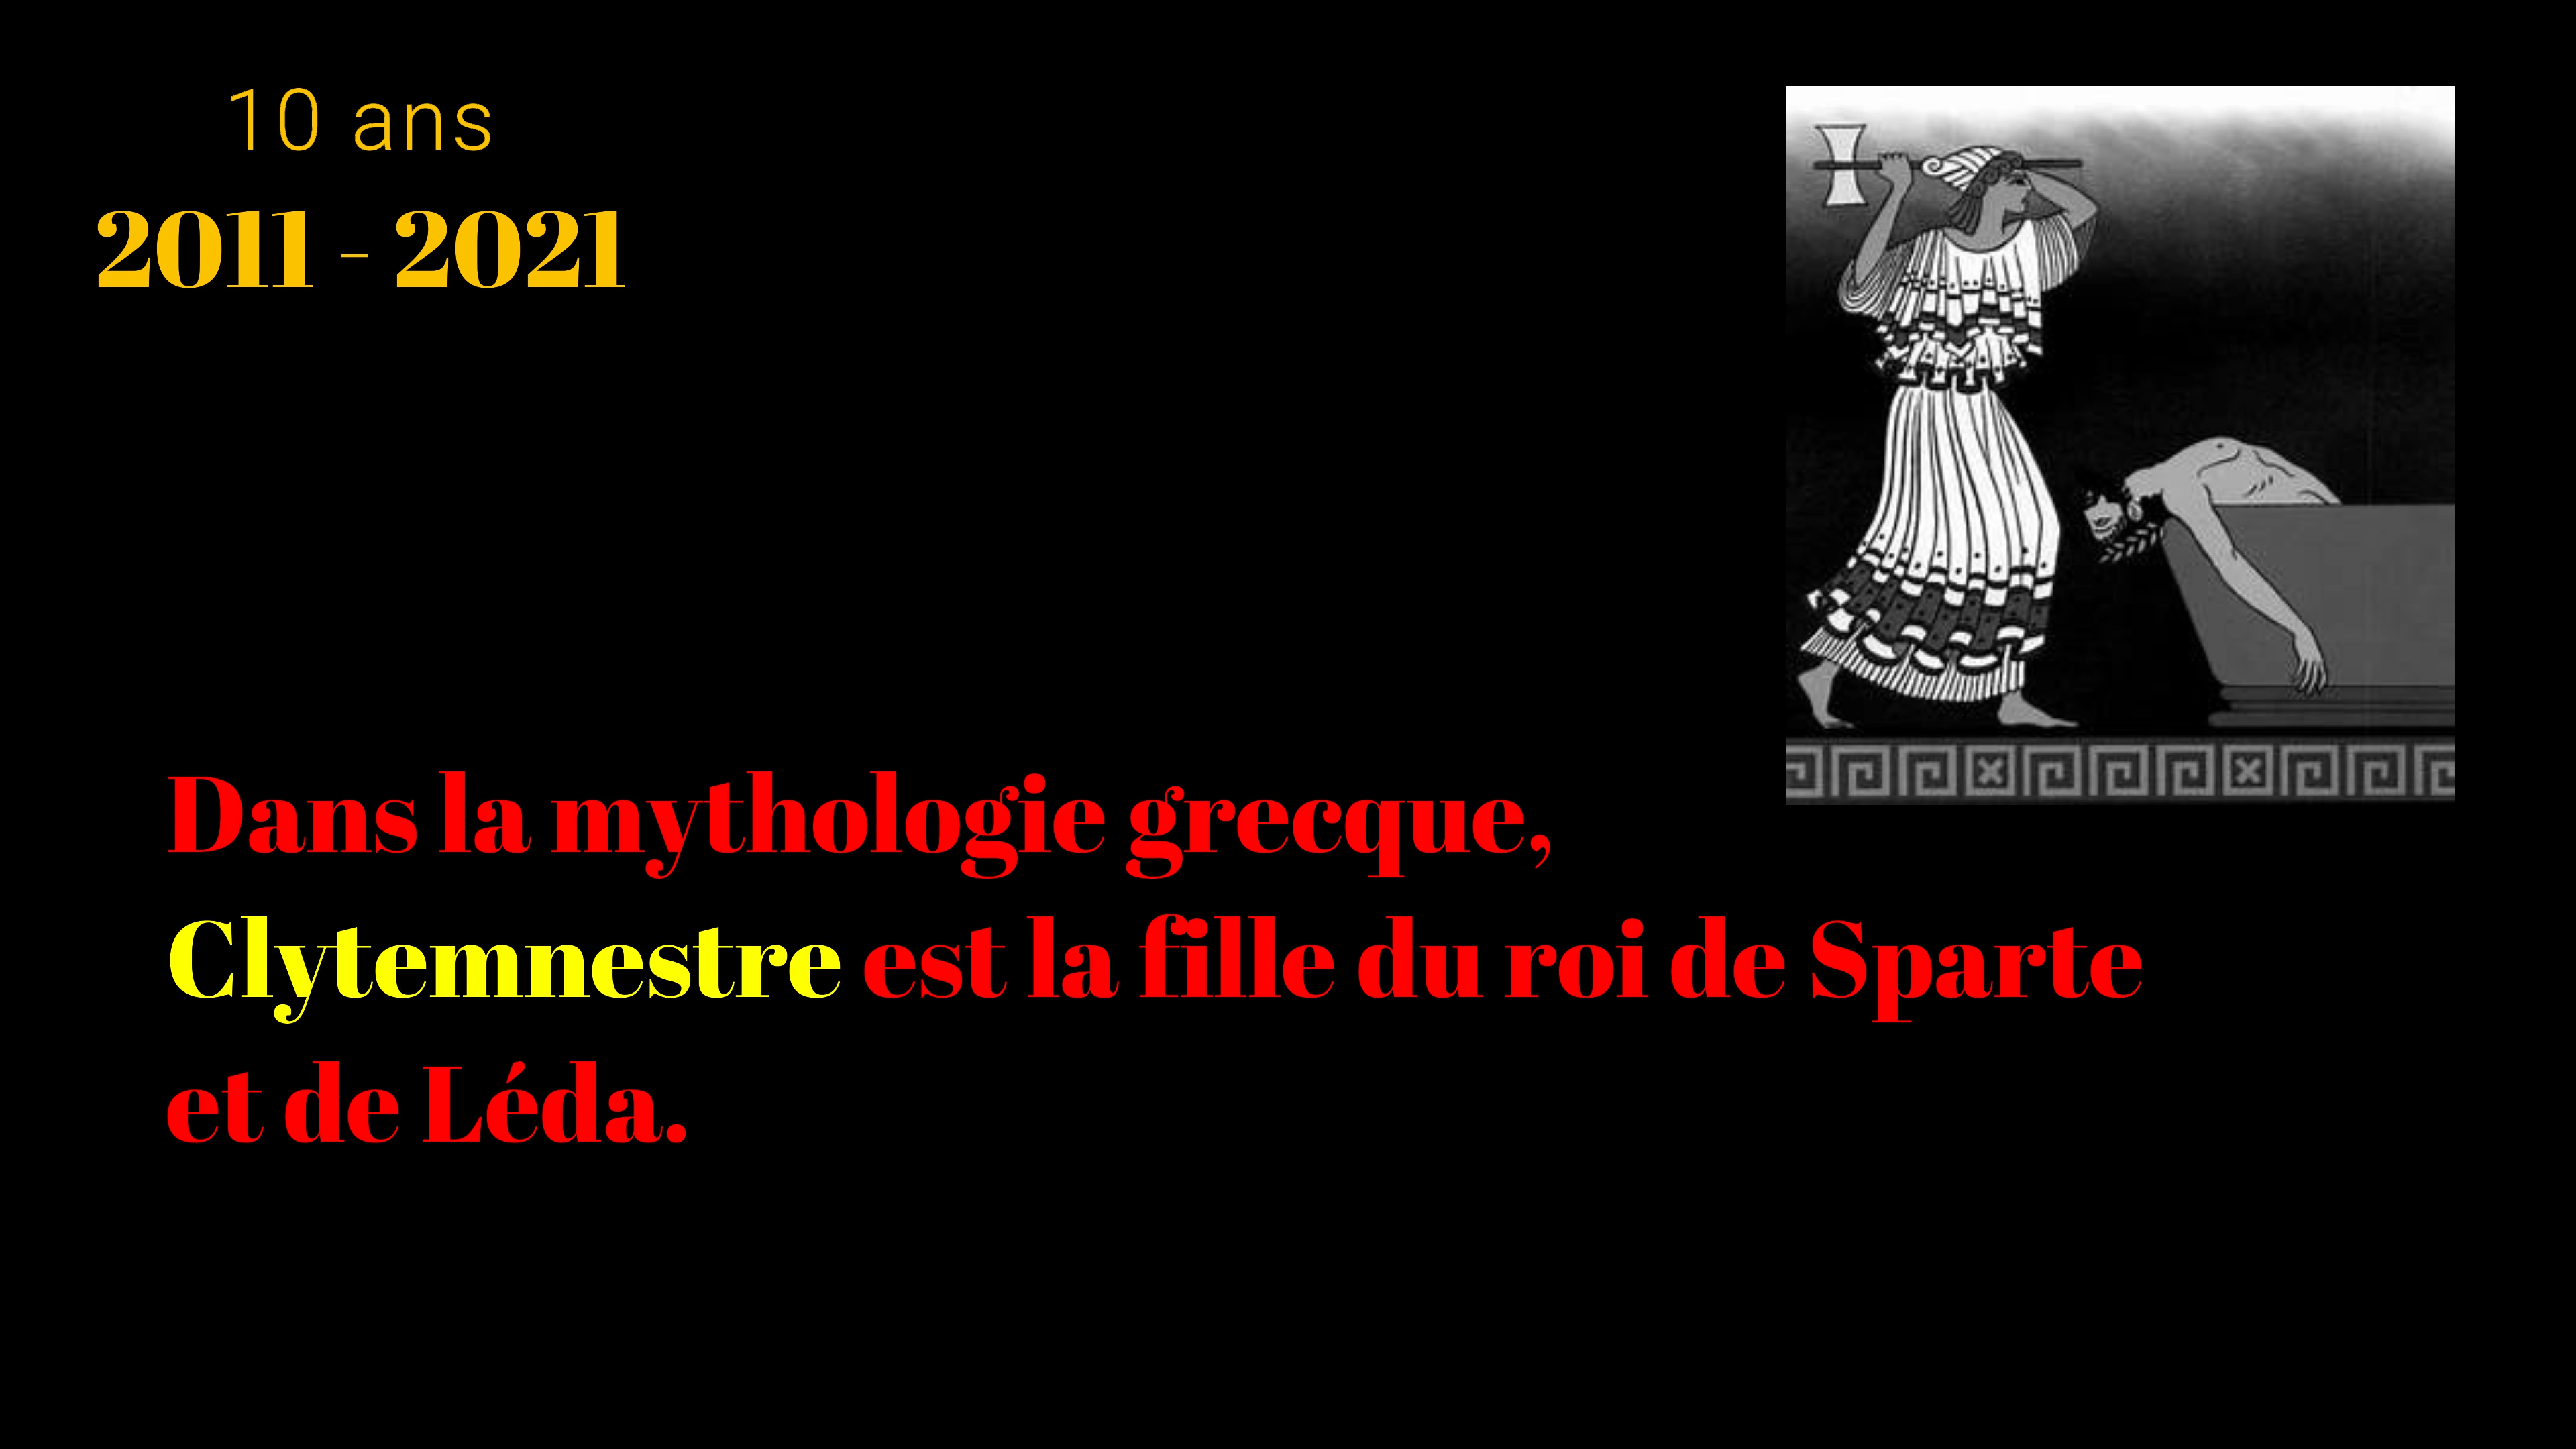 10 ans
2011 - 2021
Dans la mythologie grecque,
Clytemnestre est la fille du roi de Sparte
et de Léda.